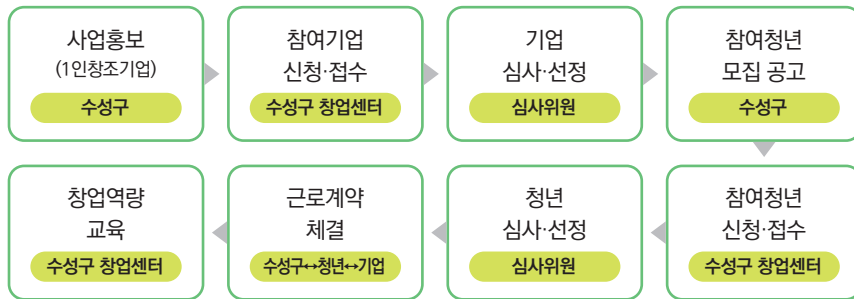 사업홍보
(1인창조기업)
수성구
참여기업
신청·접수
수성구 창업센터
기업
심사·선정
심사위원
참여청년
모집 공고
수성구
참여청년
신청·접수
수성구 창업센터
청년
심사·선정
심사위원
근로계약
체결
수성구↔청년↔기업
창업역량
교육
수성구 창업센터